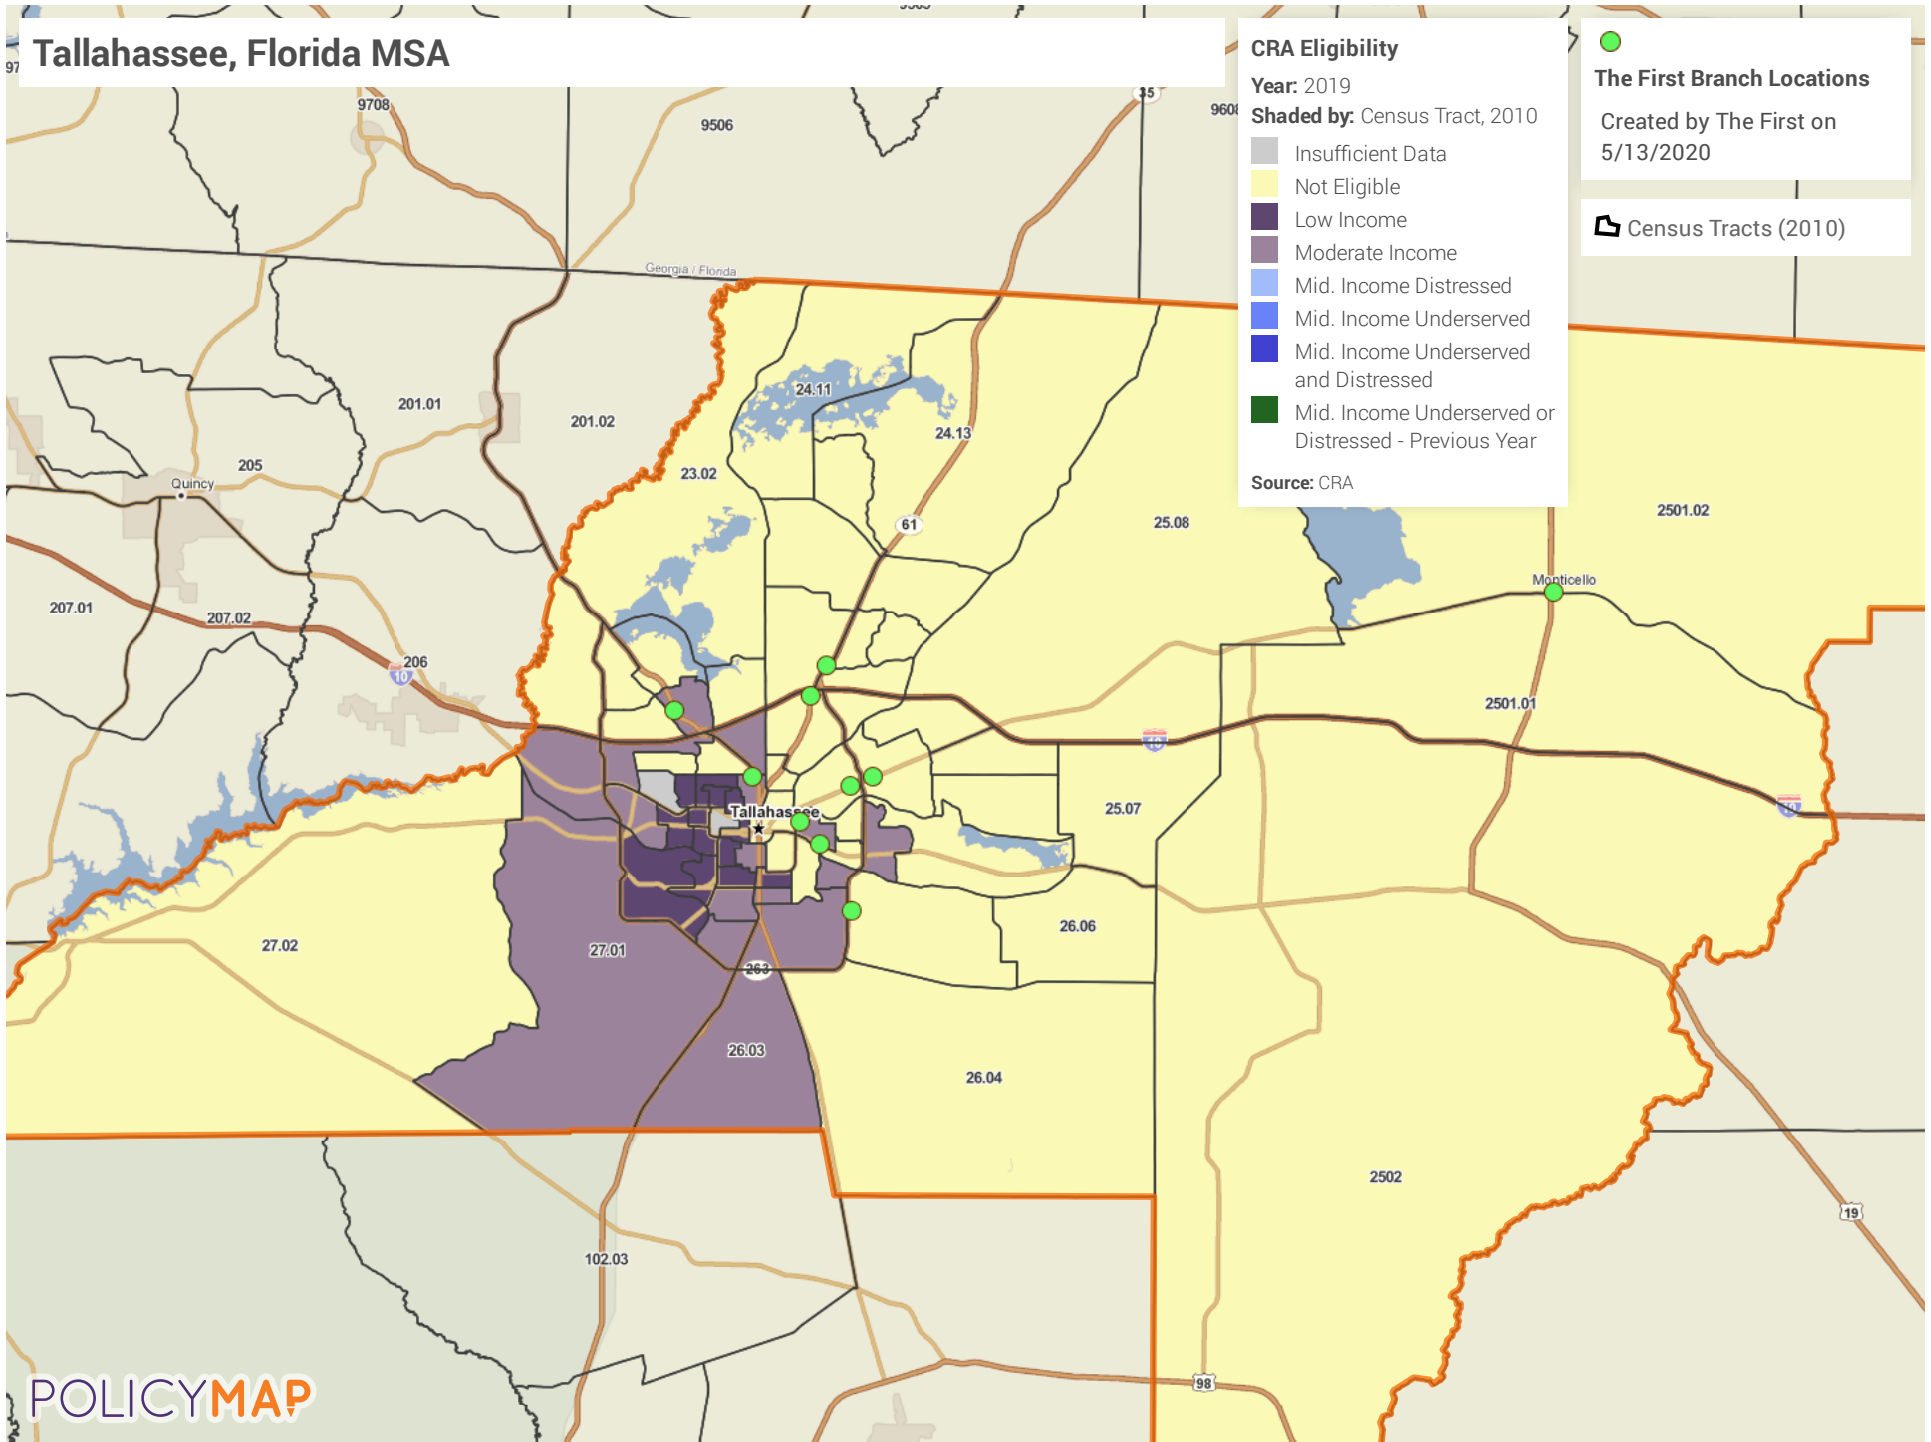 Tallahassee, Florida MSA
CRA Eligibility
Year: 2019
Shaded by: Census Tract, 2010
Insufficient Data
Not Eligible
Low Income
Moderate Income
Mid. Income Distressed
Mid. Income Underserved
Mid. Income Underserved
and Distressed
Mid. Income Underserved or
Distressed - Previous Year
Source: CRA
The First Branch Locations
Created by The First on
5/13/2020
Census Tracts (2010)
9708
9506
35
Georgia / Florida
24.11
201.01
201.02
24.13
205
Quincy
23.02
61
25.08
2501.02
Monticello
207.01
207.02
206
10
2501.01
10
10
Tallahassee
25.07
27.02
27.01
26.06
263
26.03
26.04
2502
19
102.03
98
POLICYMAP